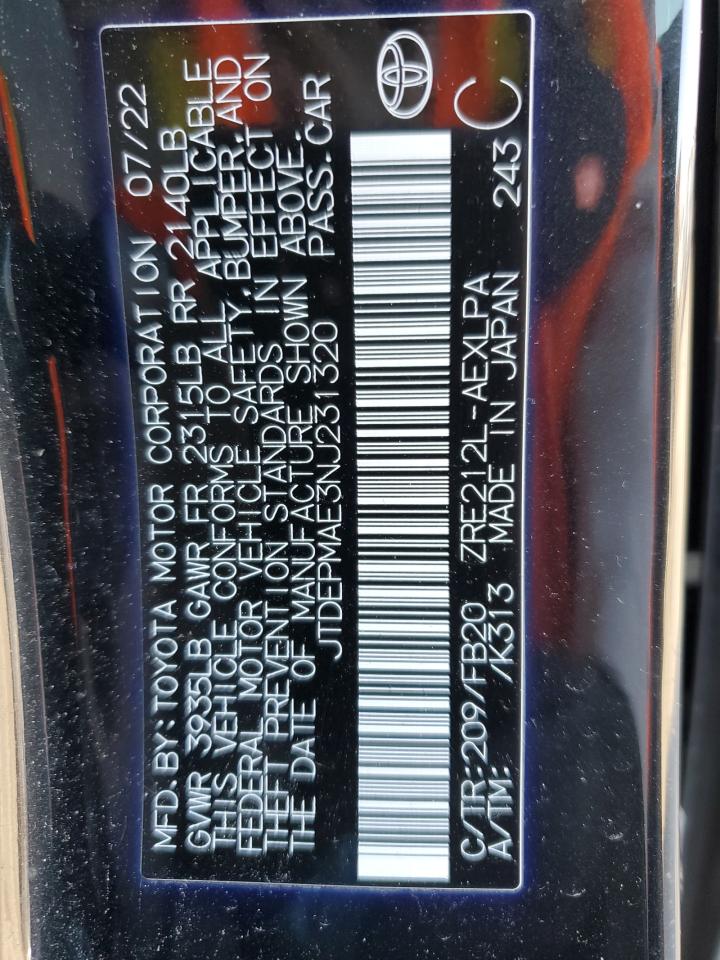 MFD.BY:TOYOTA MOTOR CORPORATION 07/22
GVWR 3935LB GAWR FR 2315LB RR 2140LB
THIS VEHICLE CONFORMS TO ALL APPLICABLE
FEDERAL MOTOR VEHICLE SAFETY,BUMPER,AND
THEFT PREVENTION STANDARDS IN EFFECT ON
THE DATE OF MANUFACTURE SHOWN ABOVE.
JTDEPMAE3NJ231320 PASS.CAR
C/TR:209/FB20 ZRE212L-AEXLPA C
A/TM: /K313 MADE IN JAPAN 243